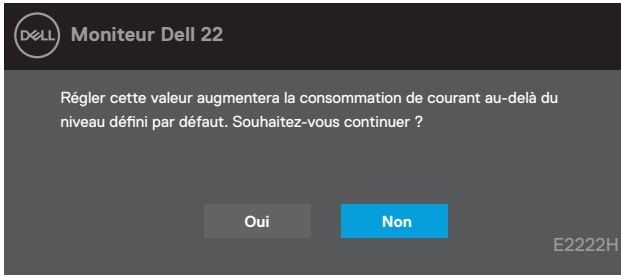 DELL Moniteur Dell 22
Régler cette valeur augmentera la consommation de courant au-delà du
niveau défini par défaut. Souhaitez-vous continuer ?
Oui Non
E2222H